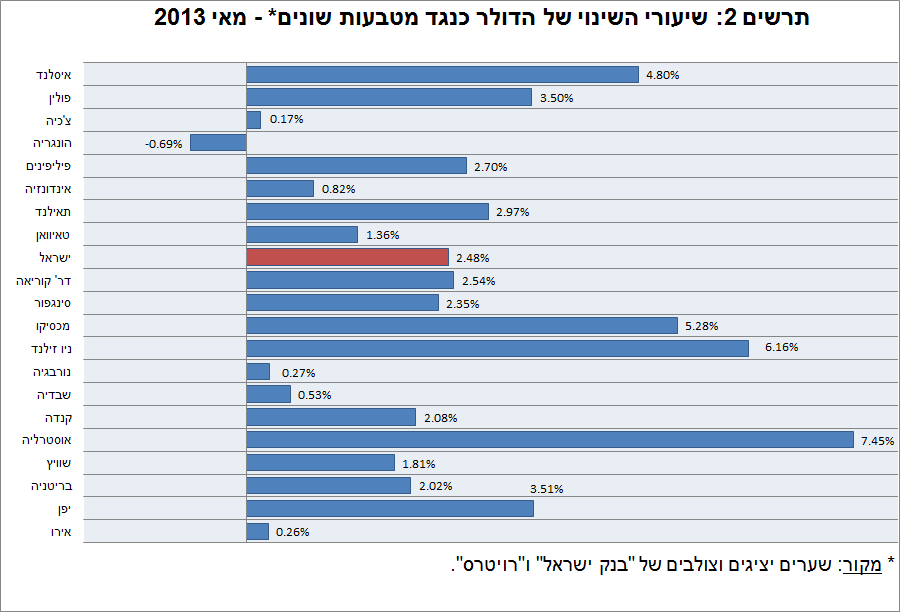 תרשים 2: שיעורי השינוי של הדולר כנגד מטבעות שונים* - מאי 2013
איסלנד 4.80%
פולין 3.50%
צ'כיה 0.17%
הונגריה -0.69%
פיליפינים 2.70%
אינדונזיה 0.82%
תאילנד 2.97%
טאיוואן 1.36%
ישראל 2.48%
דר' קוריאה 2.54%
סינגפור 2.35%
מכסיקו 5.28%
ניו זילנד 6.16%
נורבגיה 0.27%
שבדיה 0.53%
קנדה 2.08%
אוסטרליה 7.45%
שוויץ 1.81%
בריטניה 2.02%
יפן 3.51%
אירו 0.26%
* מקור: שערים יציגים וצולבים של "בנק ישראל" ו"רויטרס".